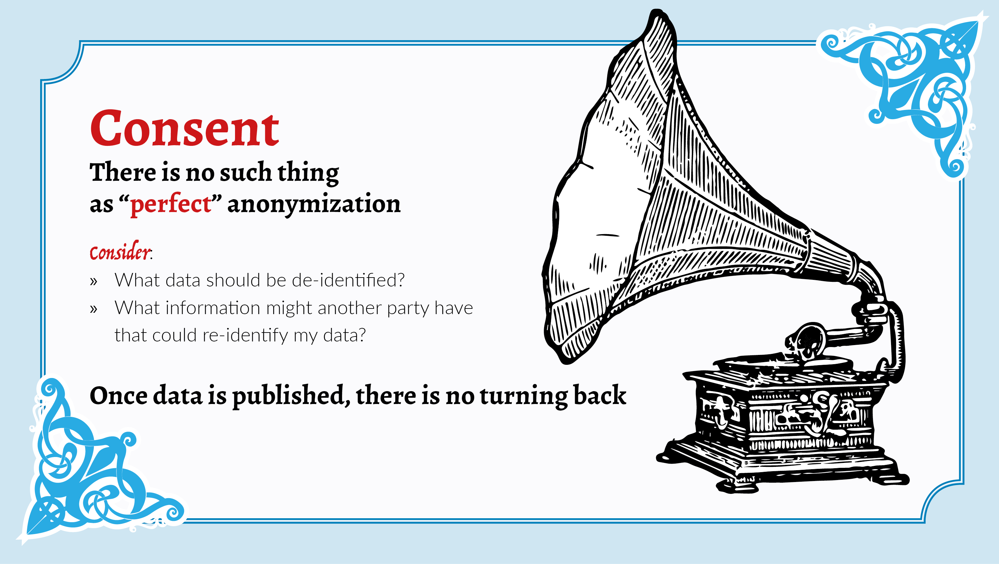 Consent
There is no such thing
as “perfect” anonymization
Consider:
» What data should be de-identified?
» What information might another party have
that could re-identify my data?
Once data is published, there is no turning back